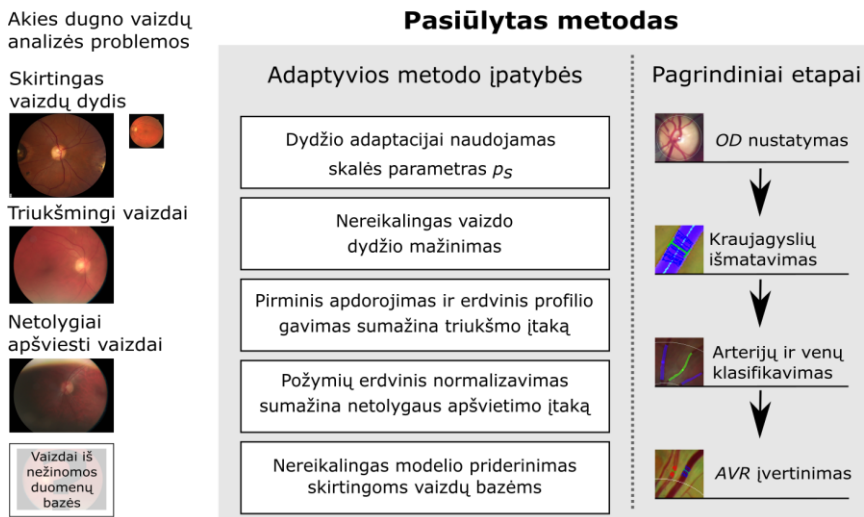 Akies dugno vaizdų
analizės problemos
Skirtingas
vaizdų dydis
Triukšmingi vaizdai
Netolygiai
apšviesti vaizdai
Vaizdai iš
nežinomos
duomenų
bazės
Pasiūlytas metodas
Adaptyvios metodo įpatybės
Dydžio adaptacijai naudojamas
skalės parametras ps
Nereikalingas vaizdo
dydžio mažinimas
Pirminis apdorojimas ir erdvinis profilio
gavimas sumažina triukšmo įtaką
Požymių erdvinis normalizavimas
sumažina netolygaus apšvietimo įtaką
Nereikalingas modelio priderinimas
skirtingoms vaizdų bazėms
Pagrindiniai etapai
OD nustatymas
Kraujagyslių
išmatavimas
Arterijų ir venų
klasifikavimas
AVR įvertinimas